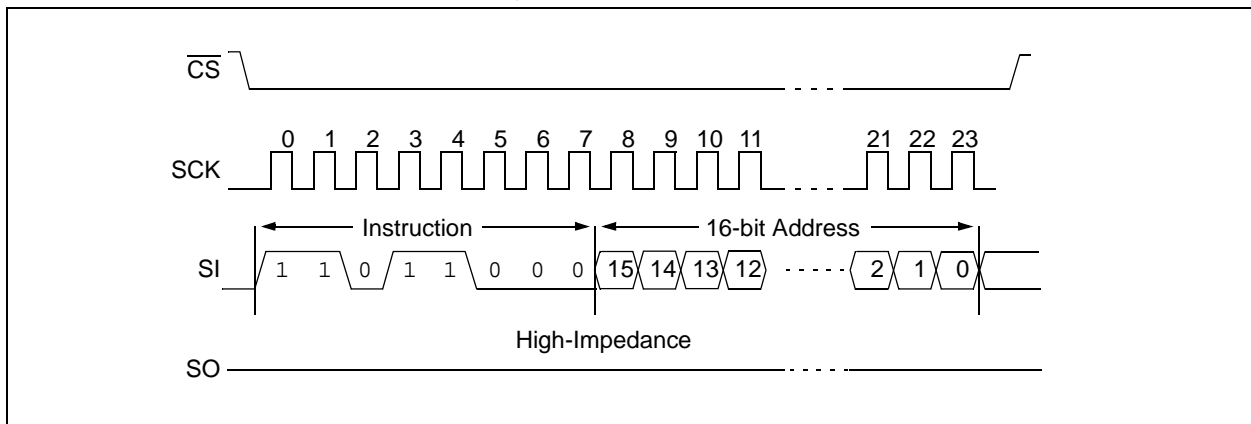 CS
0 1 2 3 4 5 6 7 8 9 10 11 21 22 23
SCK
Instruction 16-bit Address
SI 1 1 0 1 1 0 0 0 15 14 13 12 2 1 0
High-Impedance
SO